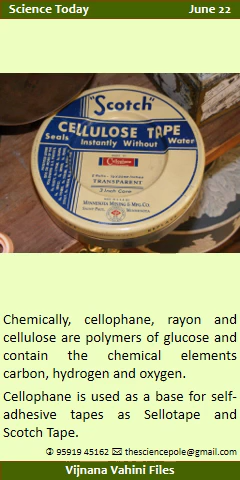 Science Today June 22
"Scotch"
CELLULOSE TAPE
Seals Instantly Without Water
Cellophane
TRANSPARENT
MINNESOTA MINING & MFG. CO.
Chemically, cellophane, rayon and
cellulose are polymers of glucose and
contain the chemical elements
carbon, hydrogen and oxygen.
Cellophane is used as a base for self-
adhesive tapes as Sellotape and
Scotch Tape.
✆ 95919 45162 ✉ thesciencepole@gmail.com
Vijnana Vahini Files